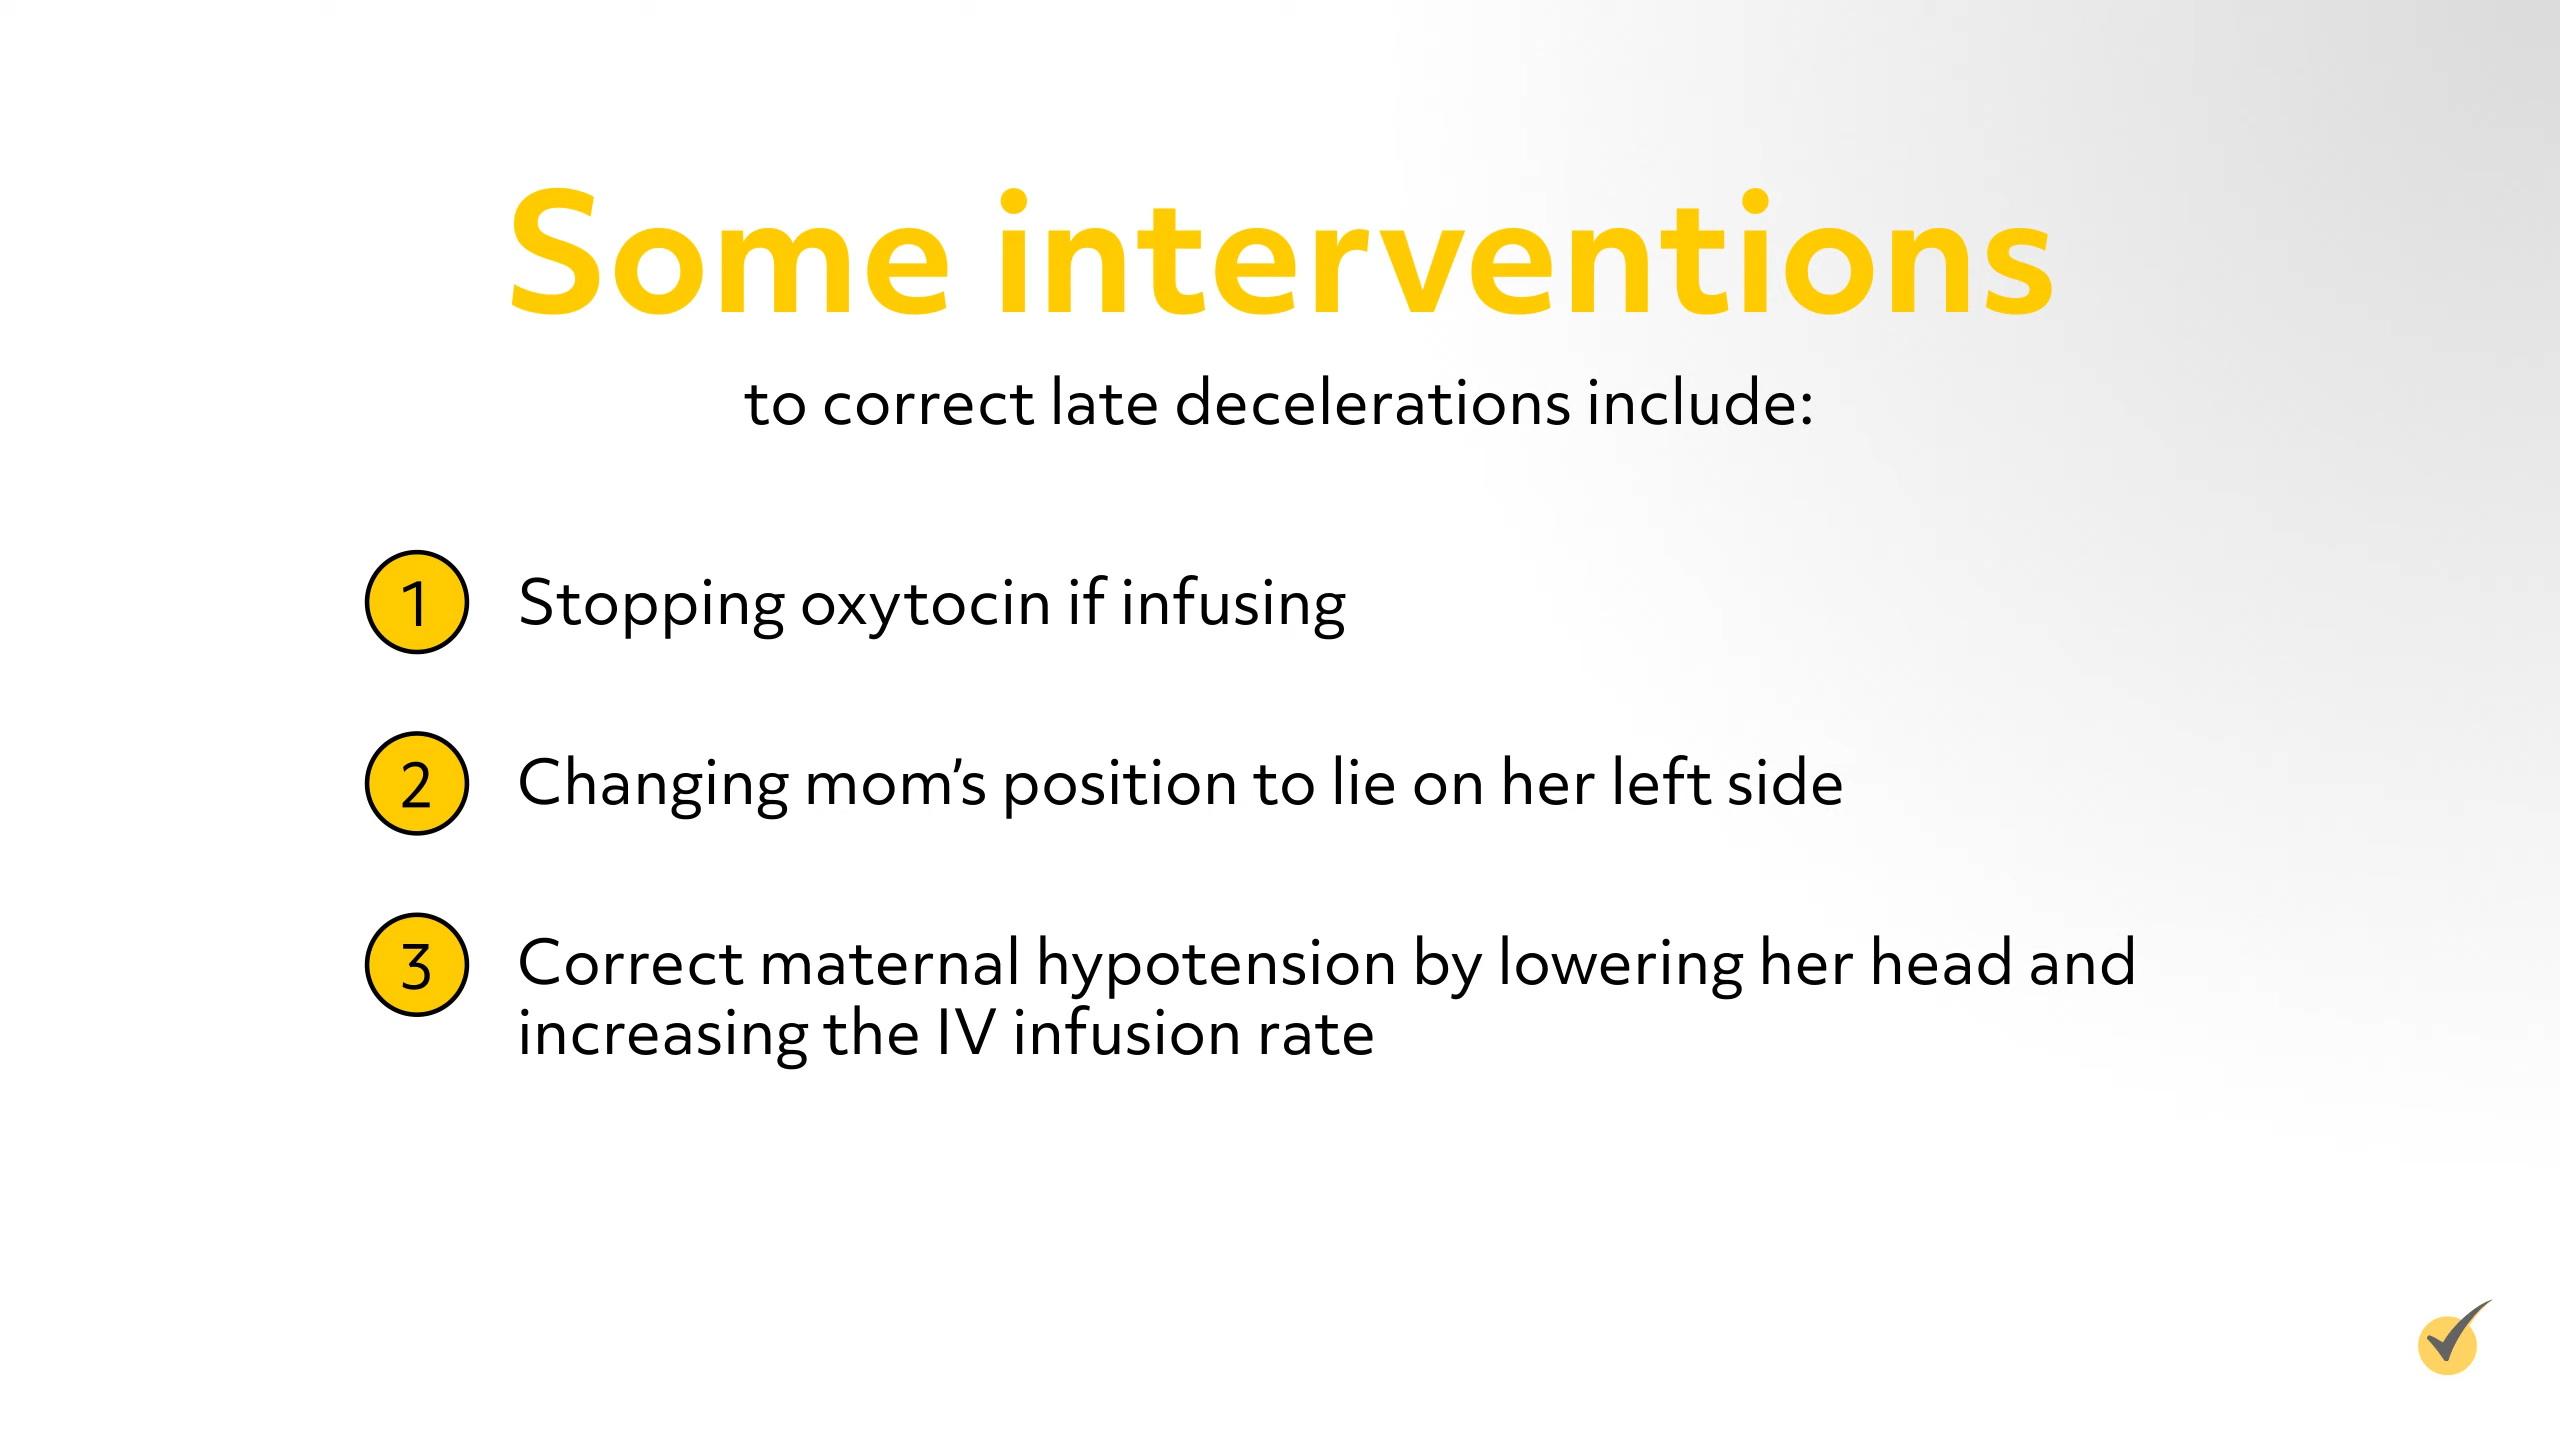 Some interventions
to correct late decelerations include:
1 Stopping oxytocin if infusing
2 Changing mom’s position to lie on her left side
3 Correct maternal hypotension by lowering her head and
increasing the IV infusion rate